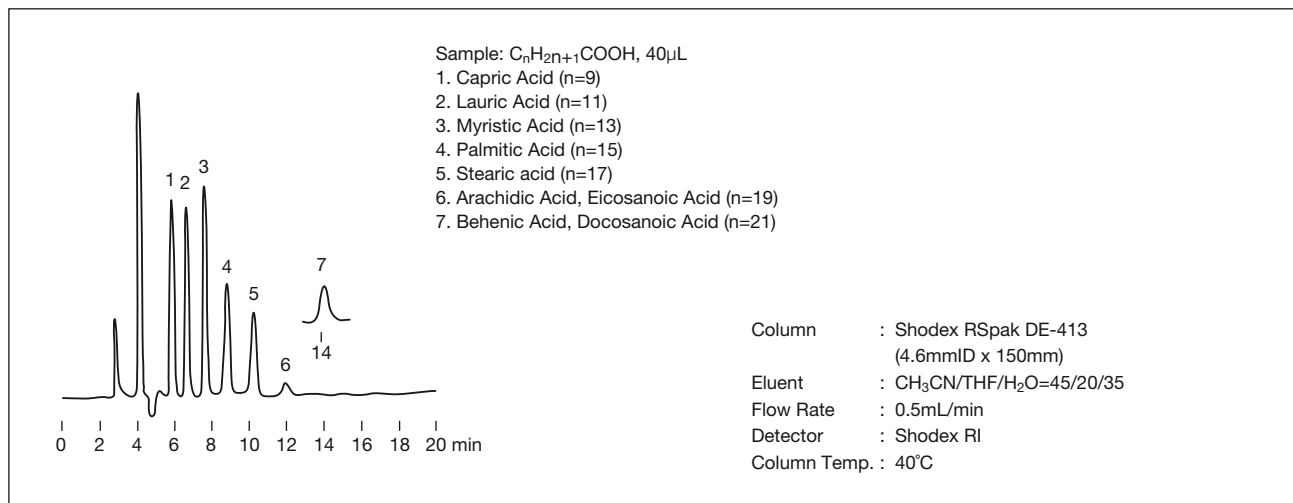 Sample: CnH2n+1COOH, 40µL
1. Capric Acid (n=9)
2. Lauric Acid (n=11)
3. Myristic Acid (n=13)
4. Palmitic Acid (n=15)
5. Stearic acid (n=17)
6. Arachidic Acid, Eicosanoic Acid (n=19)
7. Behenic Acid, Docosanoic Acid (n=21)
1 2 3
4 5 6 7
14
0 2 4 6 8 10 12 14 16 18 20 min
Column : Shodex RSpak DE-413
(4.6mmID x 150mm)
Eluent : CH3CN/THF/H2O=45/20/35
Flow Rate : 0.5mL/min
Detector : Shodex RI
Column Temp. : 40°C